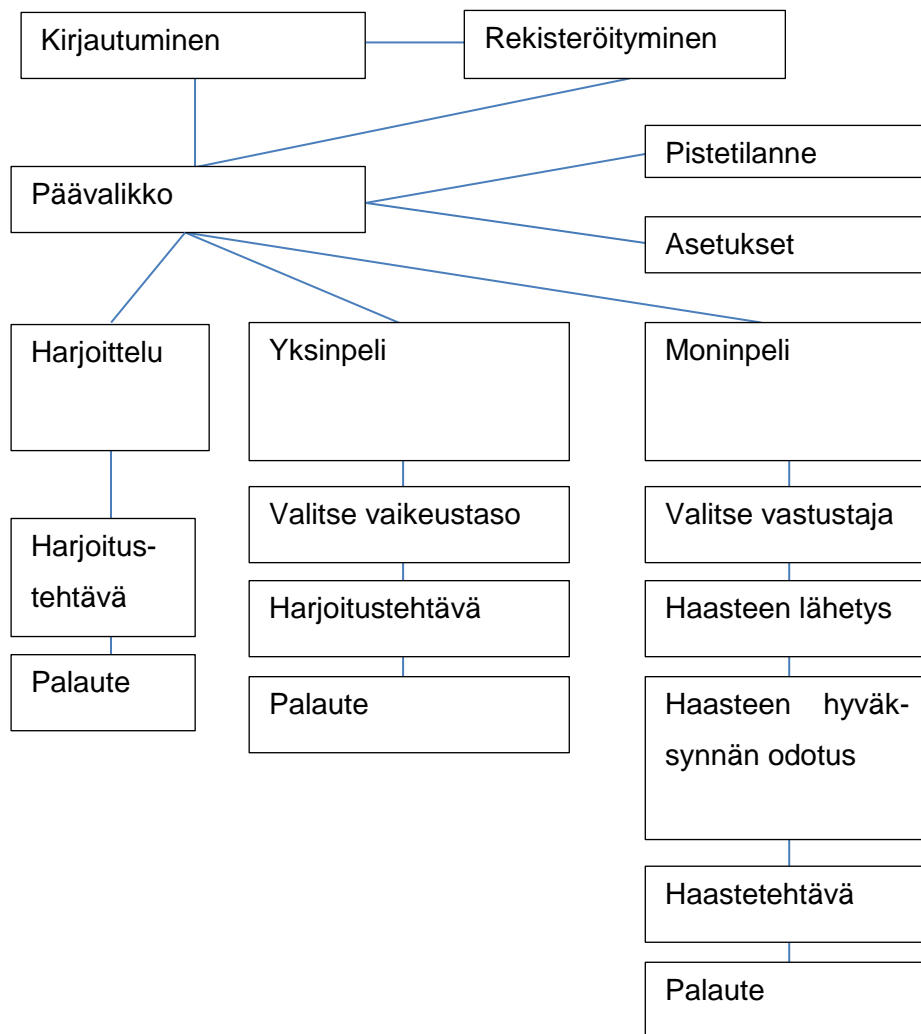 Kirjautuminen
Rekisteröityminen
Pistetilanne
Päävalikko
Asetukset
Harjoittelu
Yksinpeli
Moninpeli
Valitse vaikeustaso
Valitse vastustaja
Harjoitus-
tehtävä
Harjoitustehtävä
Haasteen lähetys
Palaute
Palaute
Haasteen hyväk-
synnän odotus
Haastetehtävä
Palaute